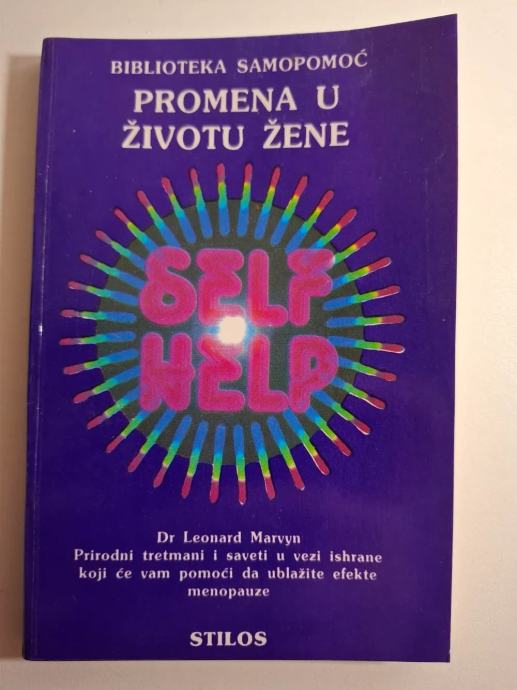 BIBLIOTEKA SAMOPOMOĆ
PROMENA U
ŽIVOTU ŽENE
SELF
HELP
Dr Leonard Marvyn
Prirodni tretmani i saveti u vezi ishrane
koji će vam pomoći da ublažite efekte
menopauze
STILOS